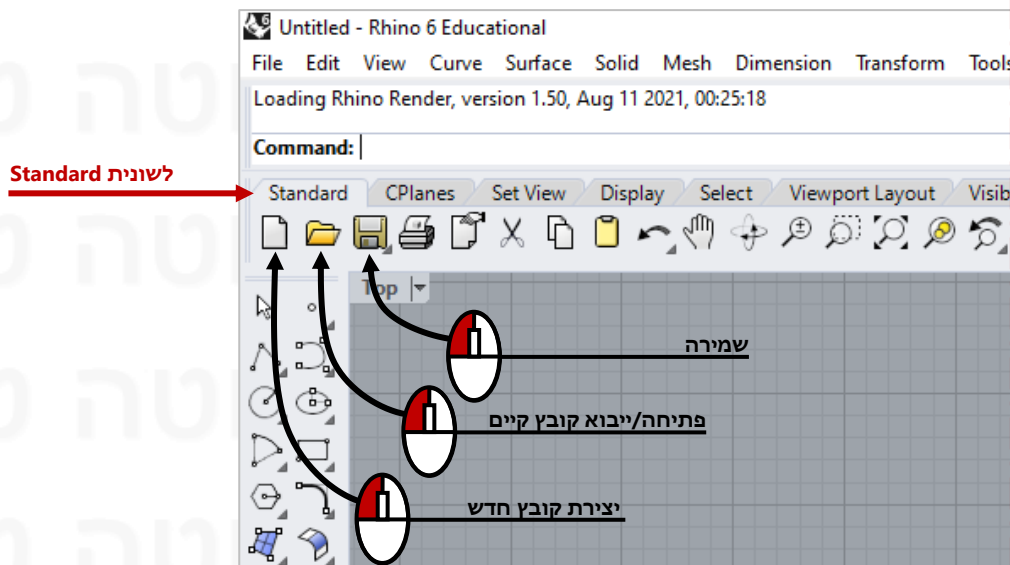 Untitled - Rhino 6 Educational
File Edit View Curve Surface Solid Mesh Dimension Transform Tools
Loading Rhino Render, version 1.50, Aug 11 2021, 00:25:18
Command:
לשונית Standard
Standard CPlanes Set View Display Select Viewport Layout Visib
Top
שמירה
פתיחה/ייבוא קובץ קיים
יצירת קובץ חדש